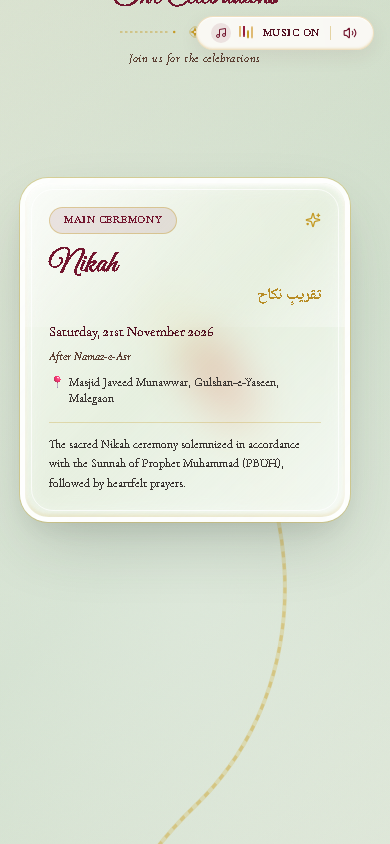 The Celebrations
MUSIC ON
Join us for the celebrations
MAIN CEREMONY
Nikah
تقریبِ نکاح
Saturday, 21st November 2026
After Namaz-e-Asr
Masjid Javeed Munawwar, Gulshan-e-Yaseen,
Malegaon
The sacred Nikah ceremony solemnized in accordance
with the Sunnah of Prophet Muhammad (PBUH),
followed by heartfelt prayers.